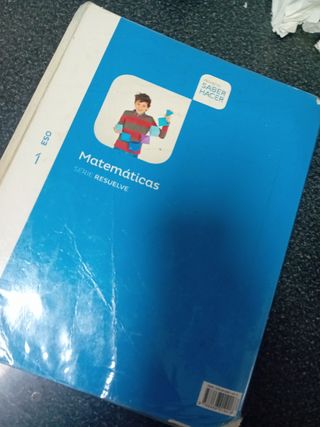 SABER
HACER
Matemáticas
SERIE RESUELVE
1 ESO